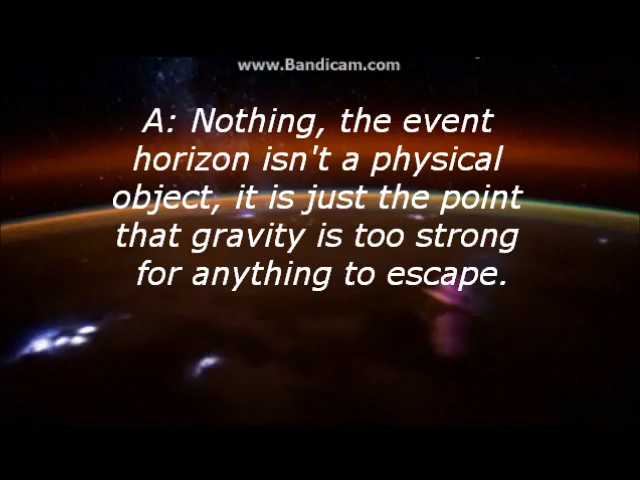 www.Bandicam.com
A: Nothing, the event
horizon isn't a physical
object, it is just the point
that gravity is too strong
for anything to escape.